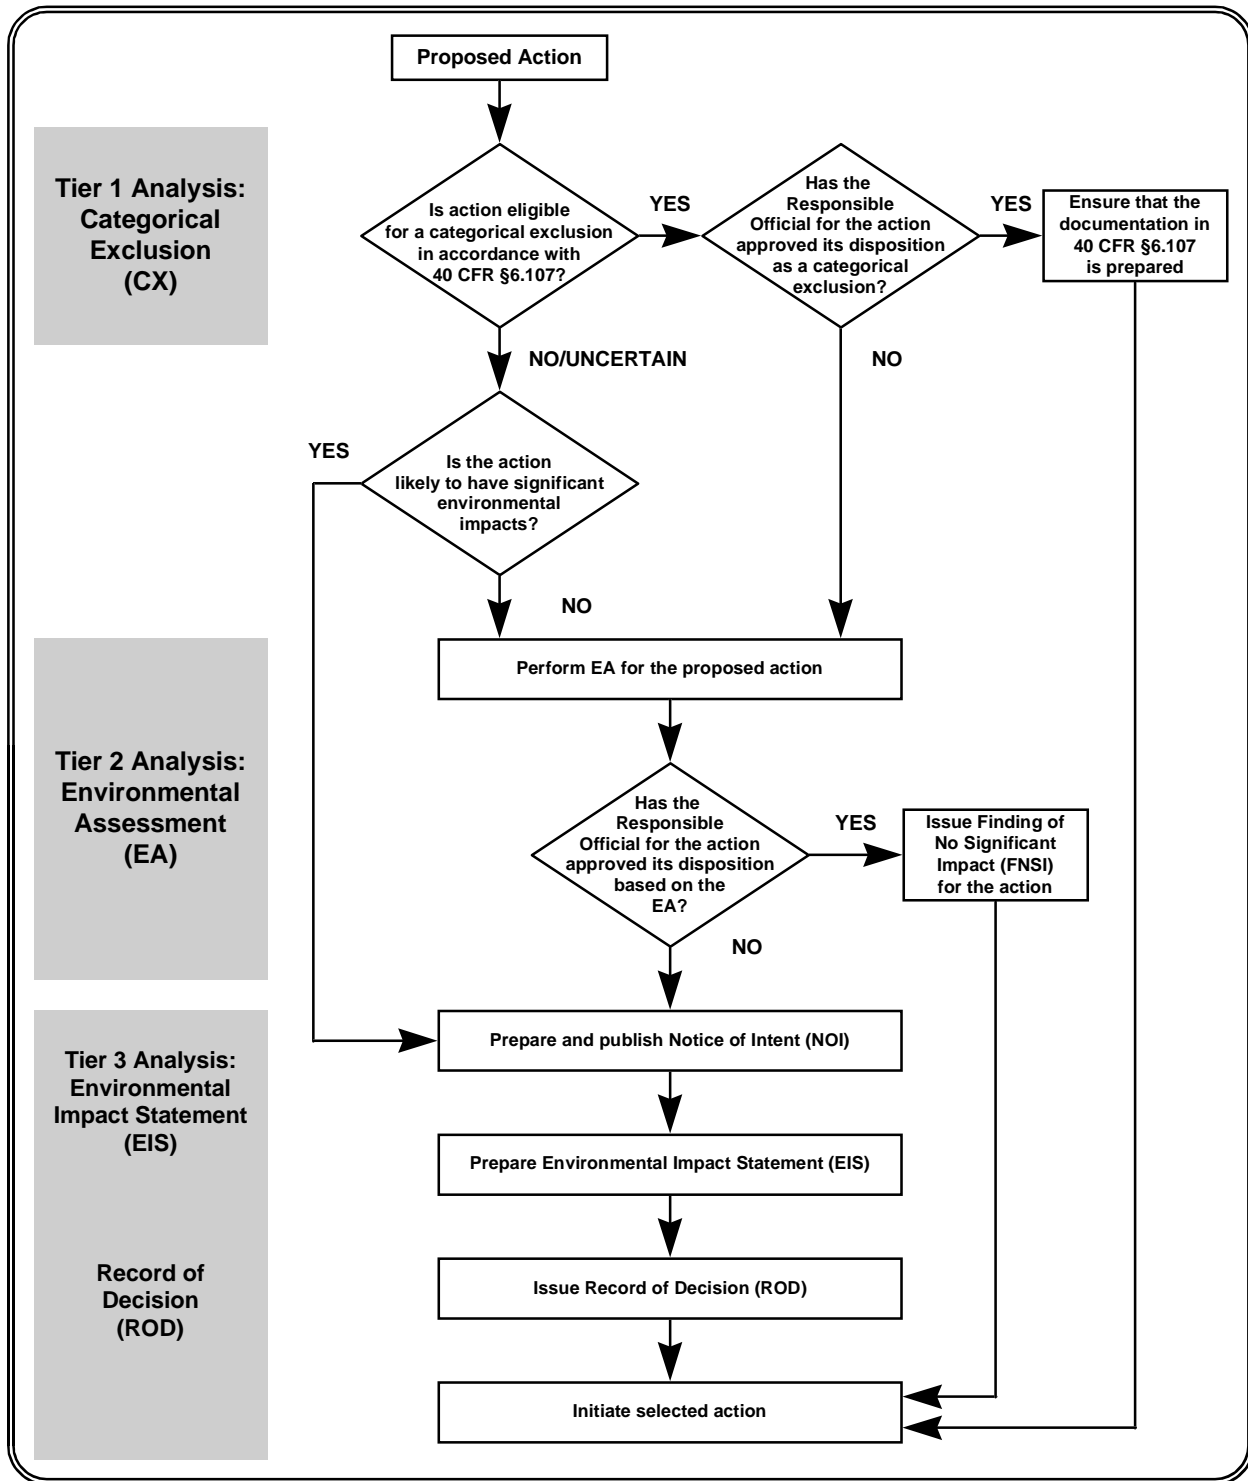 Proposed Action
Tier 1 Analysis:
Categorical
Exclusion
(CX)
Is action eligible
for a categorical exclusion
in accordance with
40 CFR §6.107?
YES
Has the
Responsible
Official for the action
approved its disposition
as a categorical
exclusion?
YES
Ensure that the
documentation in
40 CFR §6.107
is prepared
NO/UNCERTAIN
NO
YES
Is the action
likely to have significant
environmental
impacts?
NO
Perform EA for the proposed action
Tier 2 Analysis:
Environmental
Assessment
(EA)
Has the
Responsible
Official for the action
approved its disposition
based on the
EA?
YES
Issue Finding of
No Significant
Impact (FNSI)
for the action
NO
Prepare and publish Notice of Intent (NOI)
Tier 3 Analysis:
Environmental
Impact Statement
(EIS)
Prepare Environmental Impact Statement (EIS)
Record of
Decision
(ROD)
Issue Record of Decision (ROD)
Initiate selected action